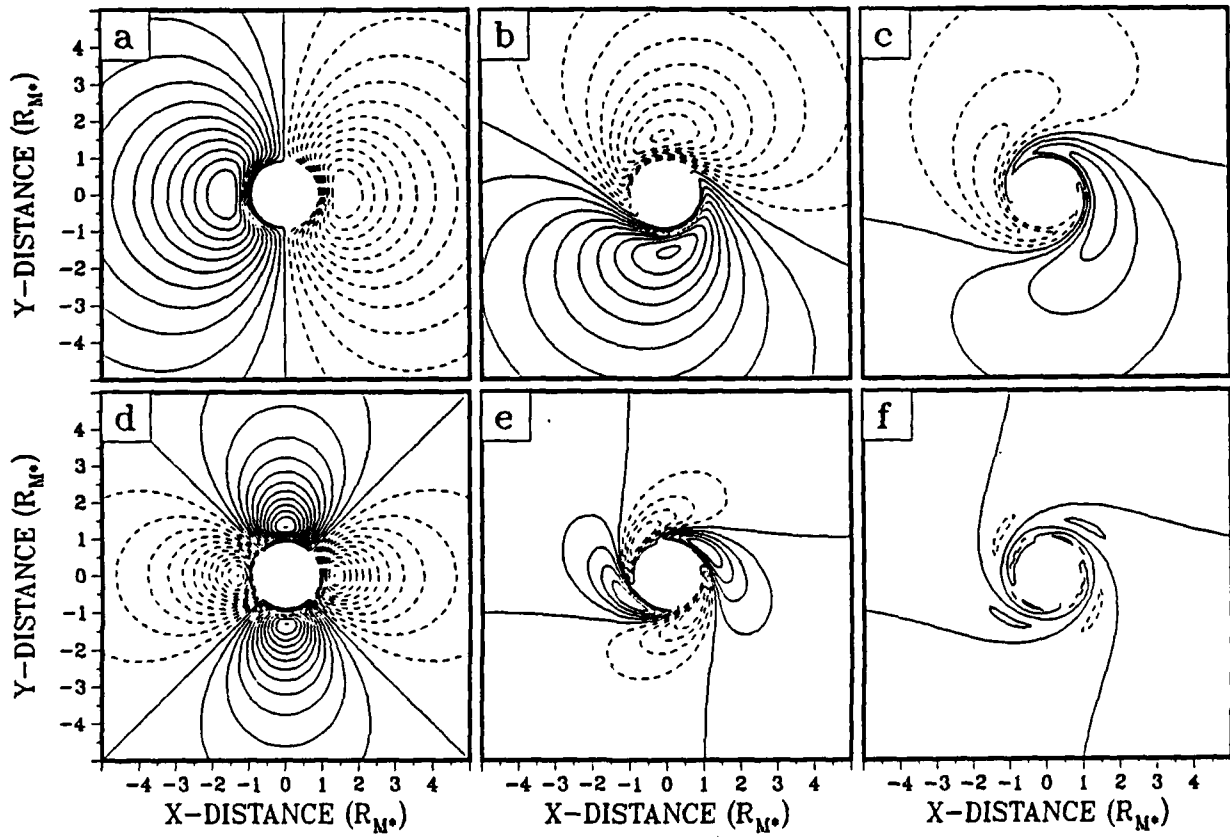 a
b
c
Y-DISTANCE (R_M*)
4
3
2
1
0
-1
-2
-3
-4
d
e
f
Y-DISTANCE (R_M*)
4
3
2
1
0
-1
-2
-3
-4
-4 -3 -2 -1 0 1 2 3 4
-4 -3 -2 -1 0 1 2 3 4
-4 -3 -2 -1 0 1 2 3 4
X-DISTANCE (R_M*)
X-DISTANCE (R_M*)
X-DISTANCE (R_M*)